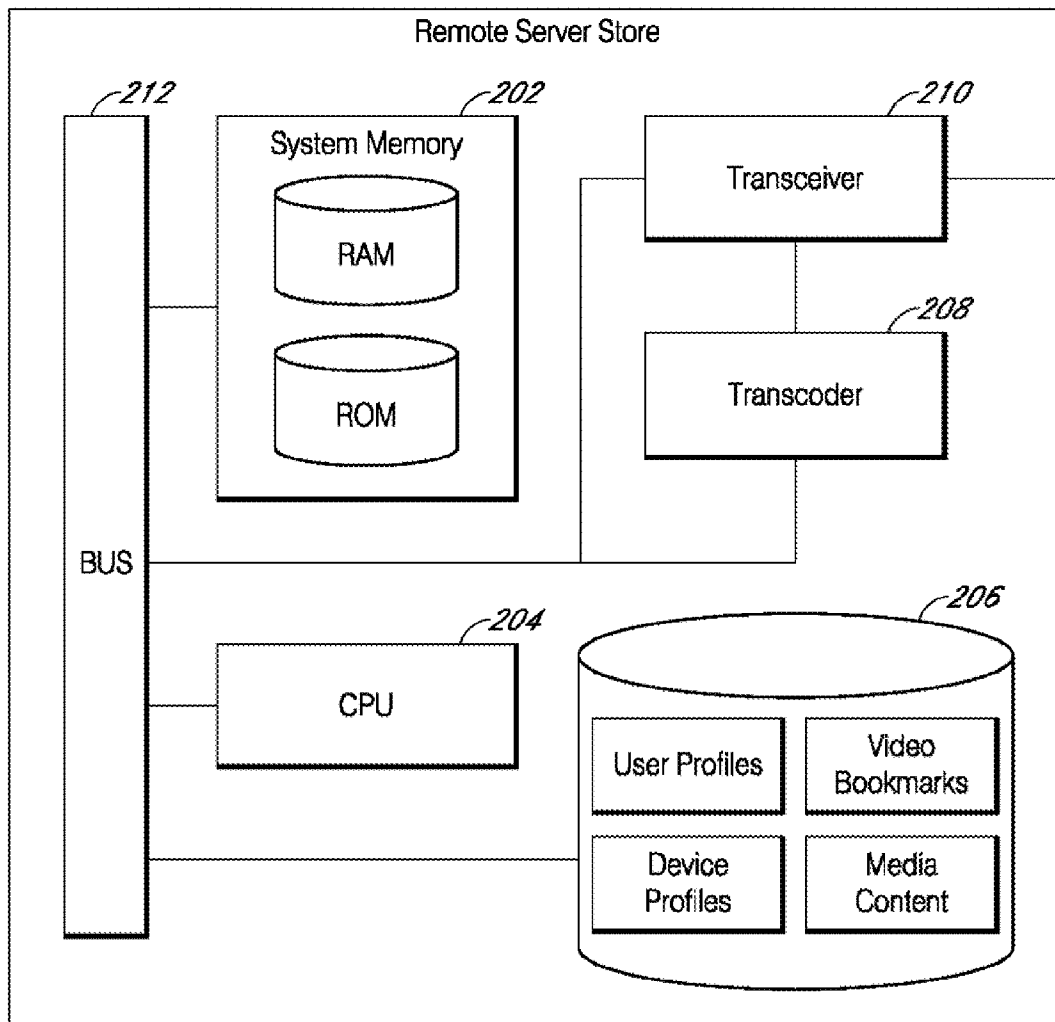 Remote Server Store
212
202
210
System Memory
Transceiver
RAM
208
ROM
Transcoder
BUS
206
204
CPU
User Profiles
Video
Bookmarks
Device
Profiles
Media
Content